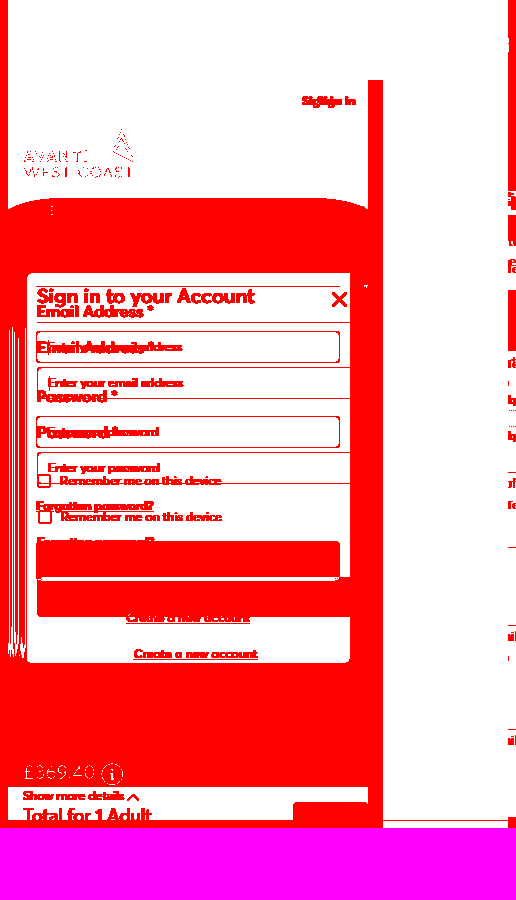 Sign in
AVANTI
WEST COAST
Sign in to your Account
Email Address *
Email Address *
Enter your email address
Password *
Password *
Enter your password
Remember me on this device
Forgotten password?
Remember me on this device
Forgotten password?
Create a new account
Create a new account
£369.40
Show more details
Total for 1 Adult